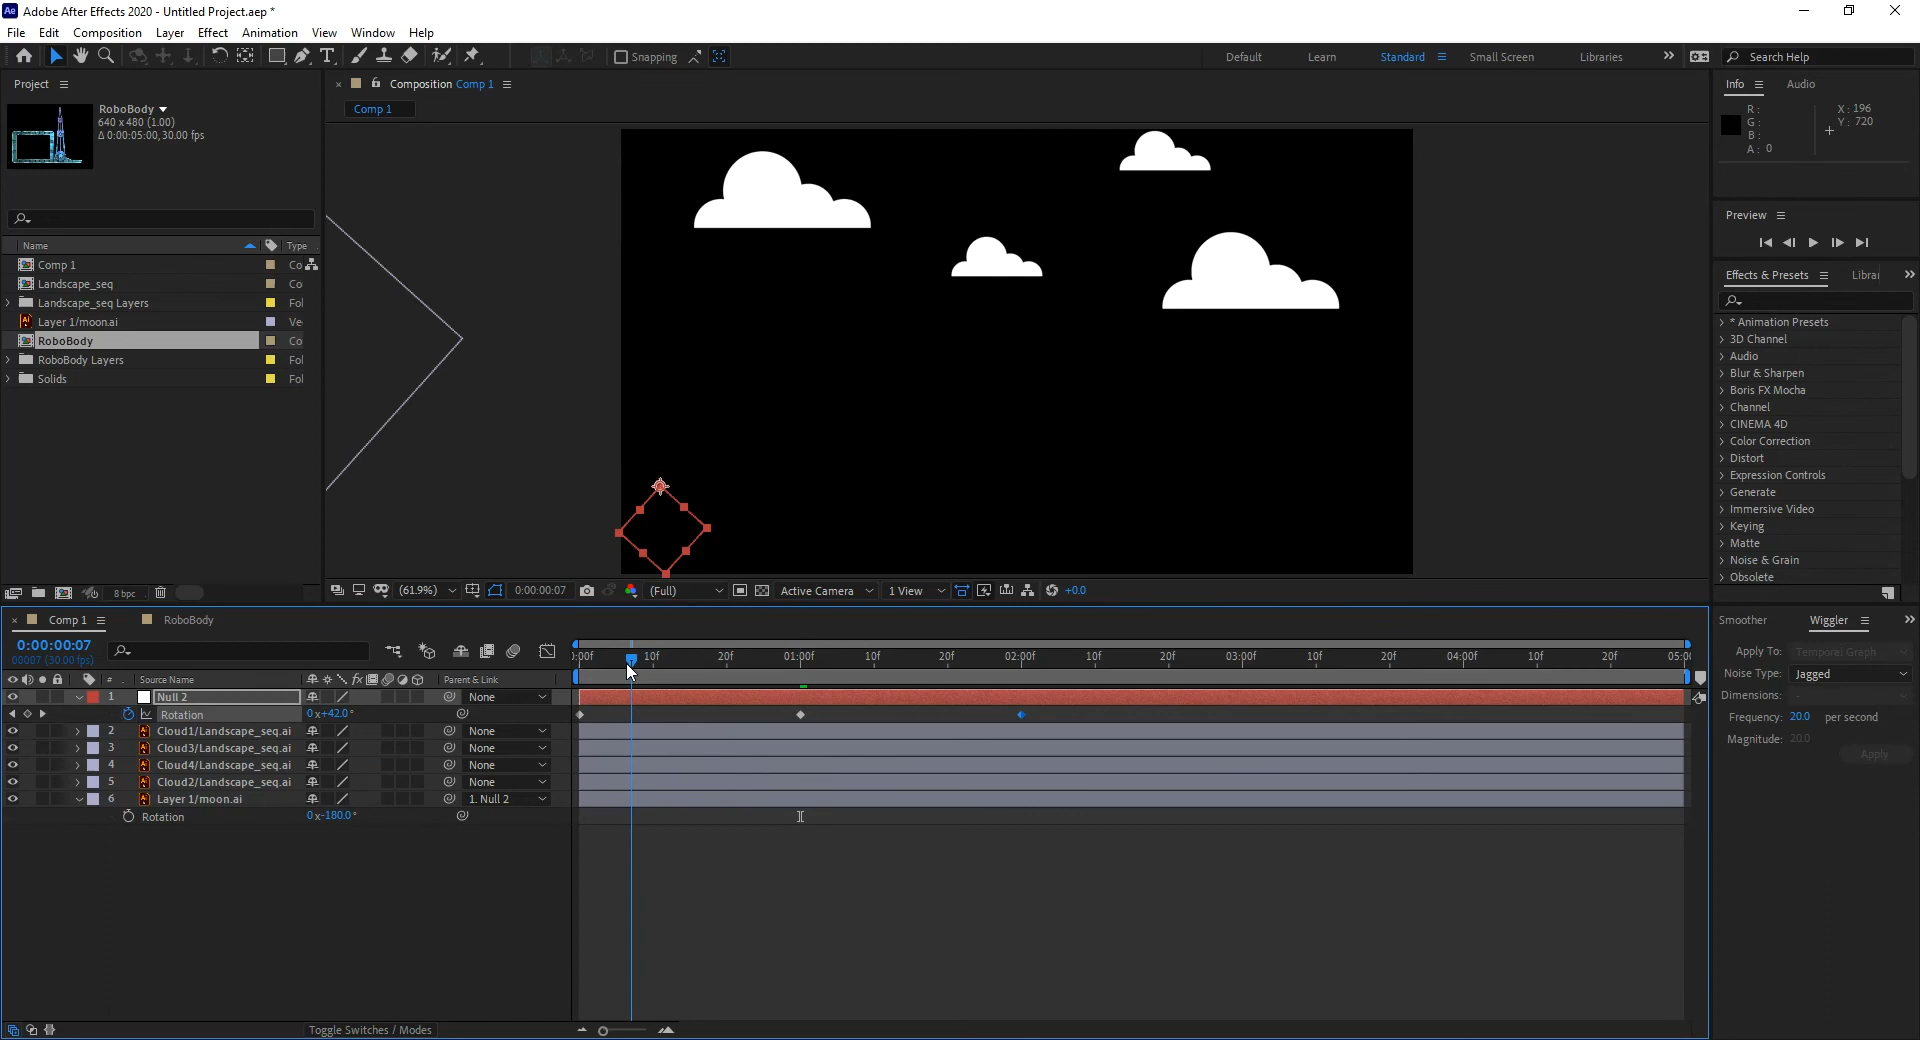 Ae Adobe After Effects 2020 - Untitled Project.aep *
File Edit Composition Layer Effect Animation View Window Help
Snapping Default Learn Standard Small Screen Libraries Search Help
Project
RoboBody
640 x 480 (1.00)
Δ 0:00:05:00, 30.00 fps
Name Type
Comp 1 Co
Landscape_seq Co
Landscape_seq Layers Fol
Ai Layer 1/moon.ai Ve
RoboBody Co
RoboBody Layers Fol
Solids Fol
8 bpc
Composition Comp 1
Comp 1
(61.9%) 0:00:00:07 (Full) Active Camera 1 View +0.0
Info Audio
R : X : 196
G : Y : 720
B :
A : 0
Preview
Effects & Presets Librar
* Animation Presets
3D Channel
Audio
Blur & Sharpen
Boris FX Mocha
Channel
CINEMA 4D
Color Correction
Distort
Expression Controls
Generate
Immersive Video
Keying
Matte
Noise & Grain
Obsolete
Comp 1 RoboBody
0:00:00:07
00007 (30.00 fps)
:00f 10f 20f 01:00f 10f 20f 02:00f 10f 20f 03:00f 10f 20f 04:00f 10f 20f 05:0
# Source Name fx Parent & Link
1 Null 2 None
Rotation 0 x +42.0 °
2 Ai Cloud1/Landscape_seq.ai None
3 Ai Cloud3/Landscape_seq.ai None
4 Ai Cloud4/Landscape_seq.ai None
5 Ai Cloud2/Landscape_seq.ai None
6 Ai Layer 1/moon.ai 1. Null 2
Rotation 0 x -180.0 °
Toggle Switches / Modes
Smoother Wiggler
Apply To: Temporal Graph
Noise Type: Jagged
Dimensions: -
Frequency: 20.0 per second
Magnitude: 20.0
Apply